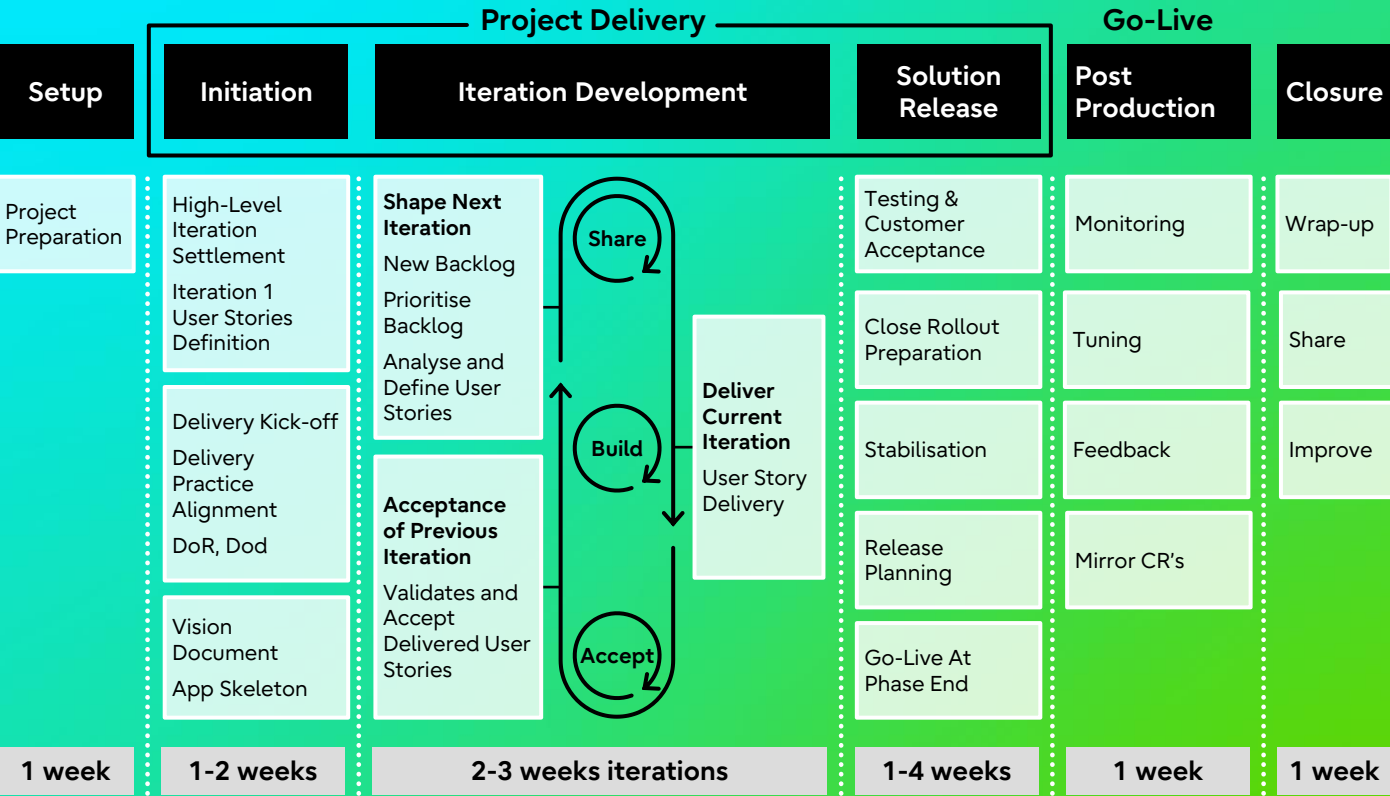 Project Delivery
Go-Live
Setup
Initiation
Iteration Development
Solution
Release
Post
Production
Closure
Project
Preparation
High-Level
Iteration
Settlement
Iteration 1
User Stories
Definition
Delivery Kick-off
Delivery
Practice
Alignment
DoR, Dod
Vision
Document
App Skeleton
Shape Next
Iteration
New Backlog
Prioritise
Backlog
Analyse and
Define User
Stories
Acceptance
of Previous
Iteration
Validates and
Accept
Delivered User
Stories
Share
Build
Accept
Deliver
Current
Iteration
User Story
Delivery
Testing &
Customer
Acceptance
Close Rollout
Preparation
Stabilisation
Release
Planning
Go-Live At
Phase End
Monitoring
Tuning
Feedback
Mirror CR's
Wrap-up
Share
Improve
1 week
1-2 weeks
2-3 weeks iterations
1-4 weeks
1 week
1 week